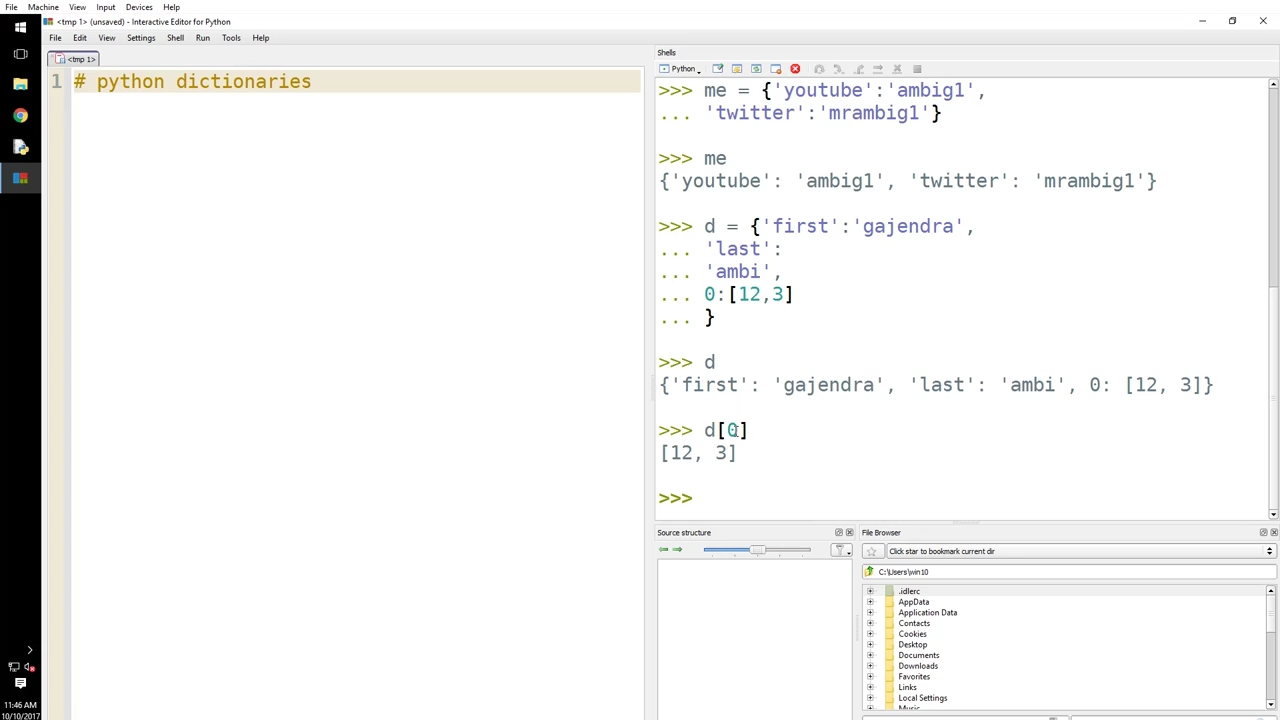 File Machine View Input Devices Help
<tmp 1> (unsaved) - Interactive Editor for Python
File Edit View Settings Shell Run Tools Help
<tmp 1>
1 # python dictionaries
Shells
Python
>>> me = {'youtube':'ambig1',
... 'twitter':'mrambig1'}
>>> me
{'youtube': 'ambig1', 'twitter': 'mrambig1'}
>>> d = {'first':'gajendra',
... 'last':
... 'ambi',
... 0:[12,3]
... }
>>> d
{'first': 'gajendra', 'last': 'ambi', 0: [12, 3]}
>>> d[0]
[12, 3]
>>>
Source structure
File Browser
Click star to bookmark current dir
C:\Users\win10
.idlerc
AppData
Application Data
Contacts
Cookies
Desktop
Documents
Downloads
Favorites
Links
Local Settings
Music
11:46 AM
10/10/2017